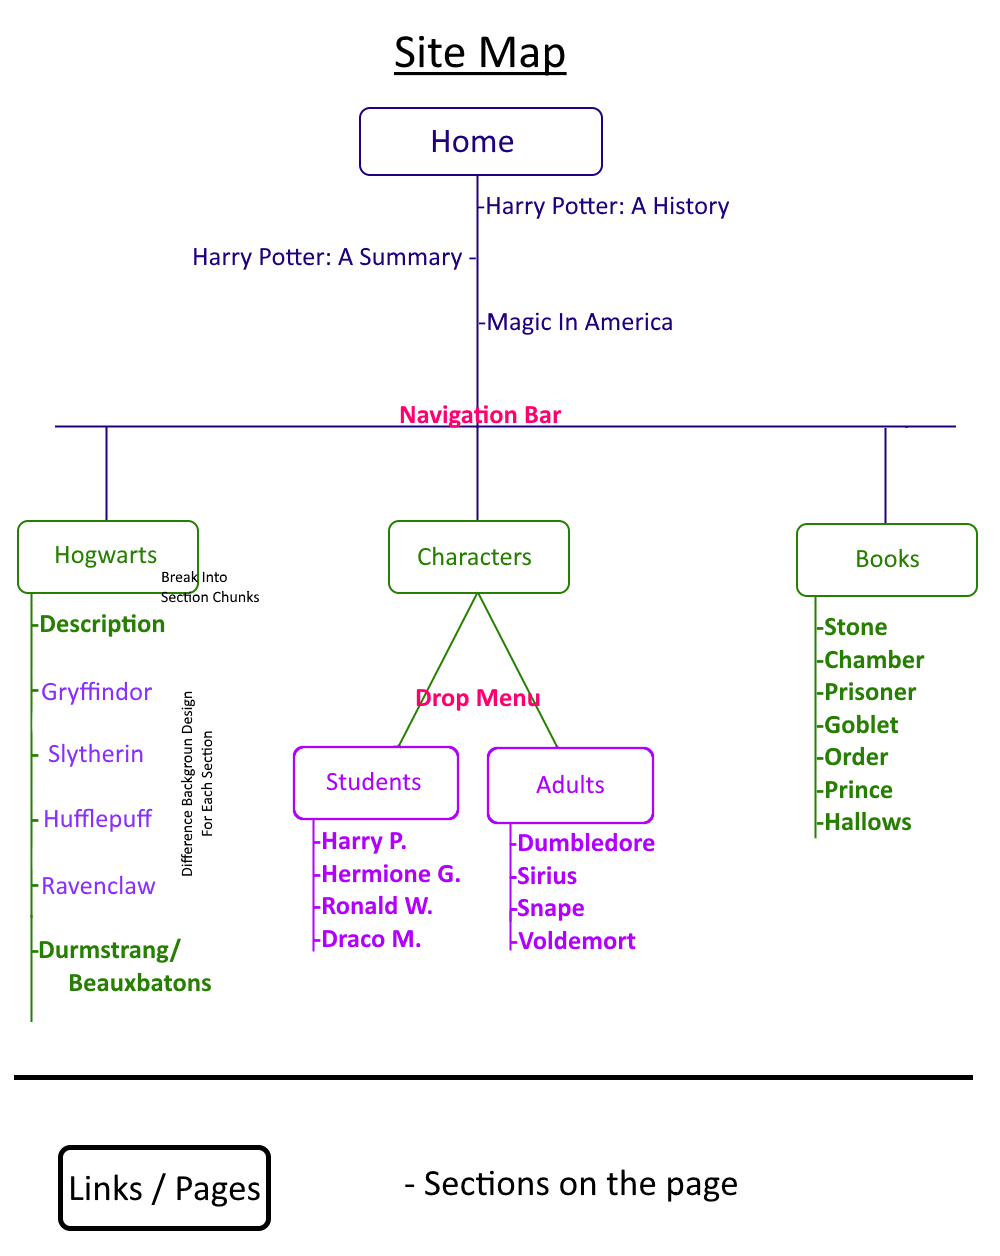 Site Map
Home
-Harry Potter: A History
Harry Potter: A Summary -
-Magic In America
Navigation Bar
Hogwarts
Break Into
Section Chunks
-Description
-Gryffindor
-Slytherin
-Hufflepuff
-Ravenclaw
-Durmstrang/
Beauxbatons
Difference Backgroun Design
For Each Section
Characters
Drop Menu
Students
-Harry P.
-Hermione G.
-Ronald W.
-Draco M.
Adults
-Dumbledore
-Sirius
-Snape
-Voldemort
Books
-Stone
-Chamber
-Prisoner
-Goblet
-Order
-Prince
-Hallows
Links / Pages
- Sections on the page